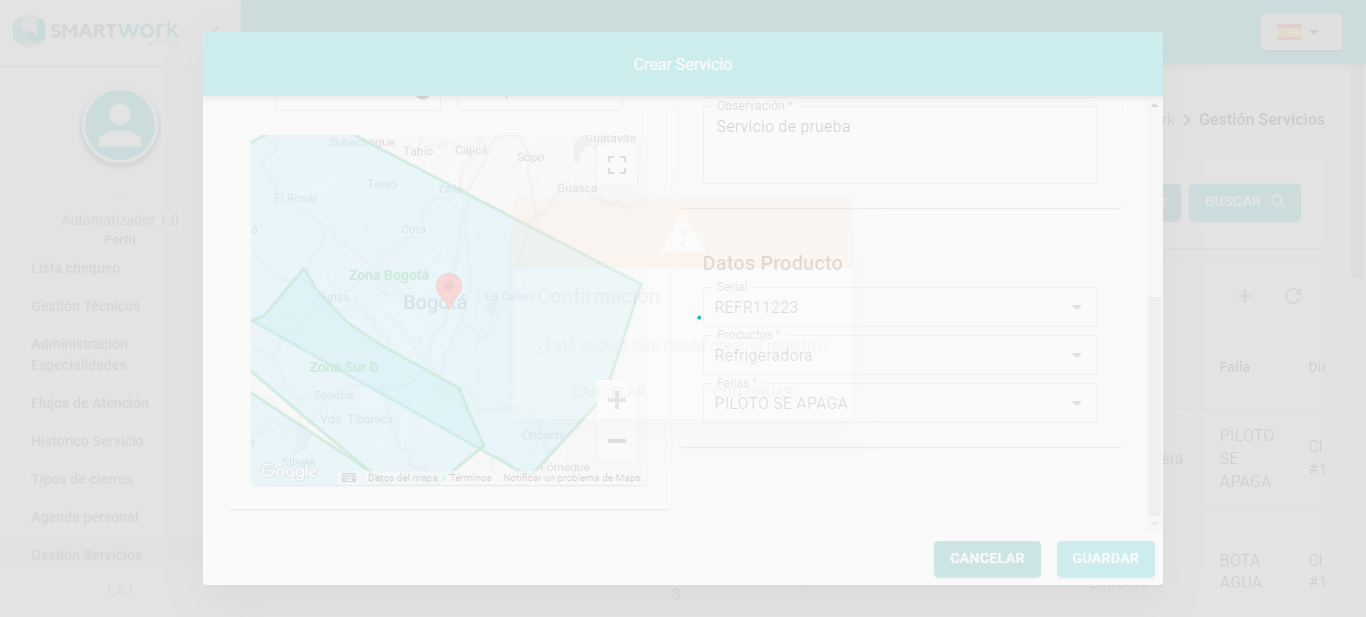 SMARTWORK
Crear Servicio
rk > Gestión Servicios
BUSCAR
Automatizador 1.0
Perfil
Lista chequeo
Gestión Técnicos
Administración
Especialidades
Flujos de Atención
Historico Servicio
Tipos de cierres
Agenda personal
Gestión Servicios
1.6.1
Subachoque
Tabio
Cajicá
Sopo
Guatavita
Tenjo
Chía
Guasca
El Rosal
Cota
Zona Bogotá
Funza
Bogotá
La Calera
Zona Sur B
Soacha
Vda. Tibanica
Choachí
Sibaté
Fómeque
Google
Datos del mapa
Términos
Notificar un problema de Maps
Observación *
Servicio de prueba
Datos Producto
Serial
REFR11223
Productos *
Refrigeradora
Fallas *
PILOTO SE APAGA
Confirmación
¿Está seguro que desea crear el registro?
CANCELAR
CONTINUAR
CANCELAR
GUARDAR
Falla
Dir
PILOTO
SE
APAGA
Cl
#1
BOTA
AGUA
Cl
#1
3